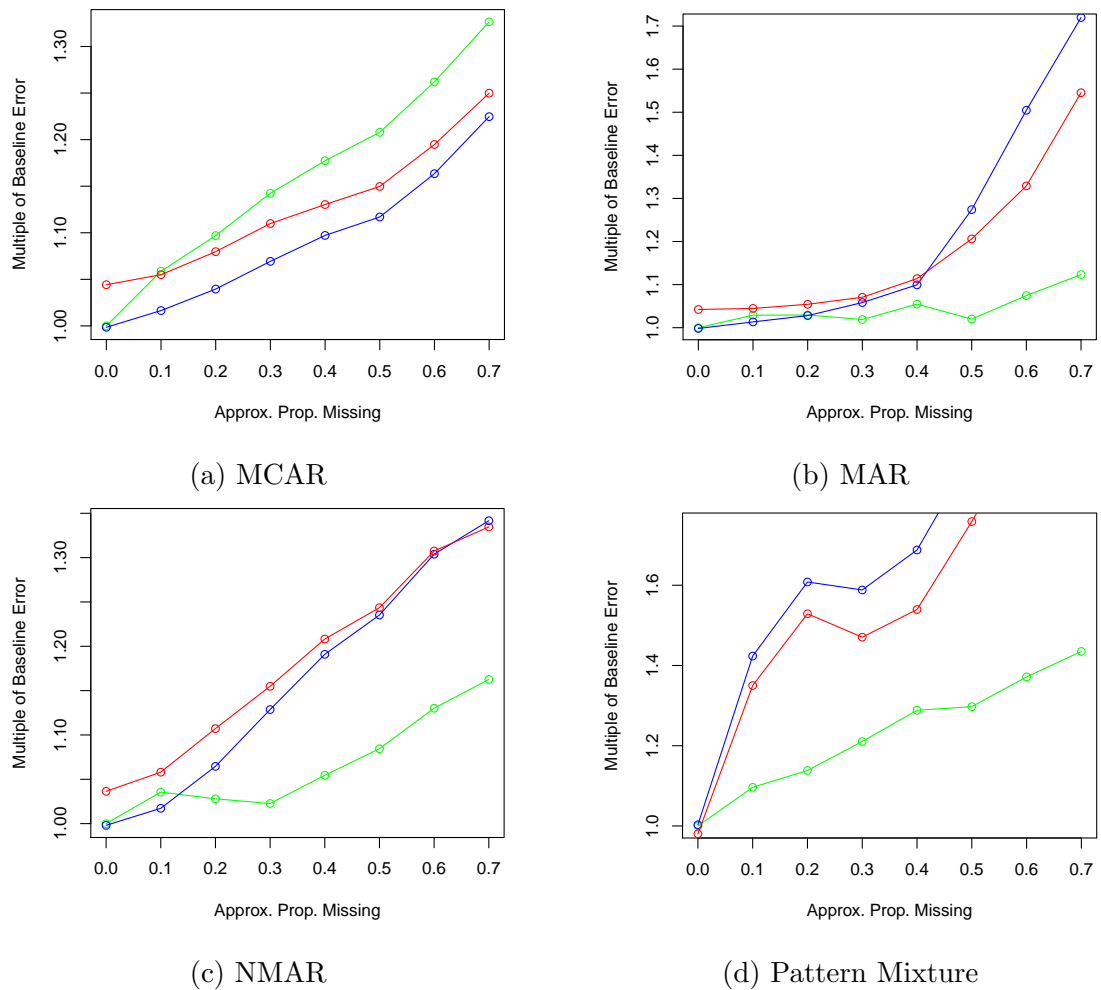 Multiple of Baseline Error
1.00 1.10 1.20 1.30
0.0 0.1 0.2 0.3 0.4 0.5 0.6 0.7
Approx. Prop. Missing
(a) MCAR
Multiple of Baseline Error
1.0 1.1 1.2 1.3 1.4 1.5 1.6 1.7
0.0 0.1 0.2 0.3 0.4 0.5 0.6 0.7
Approx. Prop. Missing
(b) MAR
Multiple of Baseline Error
1.00 1.10 1.20 1.30
0.0 0.1 0.2 0.3 0.4 0.5 0.6 0.7
Approx. Prop. Missing
(c) NMAR
Multiple of Baseline Error
1.0 1.2 1.4 1.6
0.0 0.1 0.2 0.3 0.4 0.5 0.6 0.7
Approx. Prop. Missing
(d) Pattern Mixture